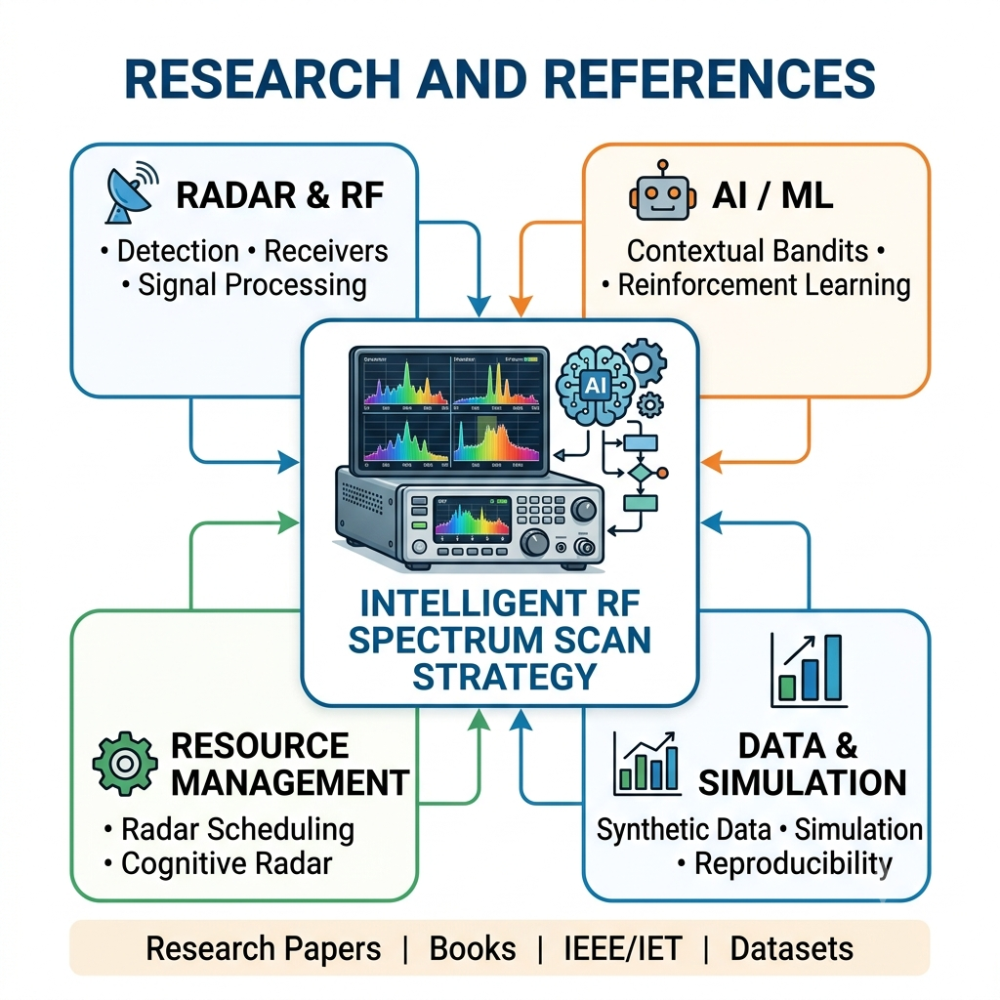 RESEARCH AND REFERENCES
RADAR & RF
• Detection • Receivers
• Signal Processing
AI / ML
Contextual Bandits •
• Reinforcement Learning
AI
INTELLIGENT RF
SPECTRUM SCAN
STRATEGY
RESOURCE
MANAGEMENT
• Radar Scheduling
• Cognitive Radar
DATA &
SIMULATION
Synthetic Data • Simulation
• Reproducibility
Research Papers | Books | IEEE/IET | Datasets